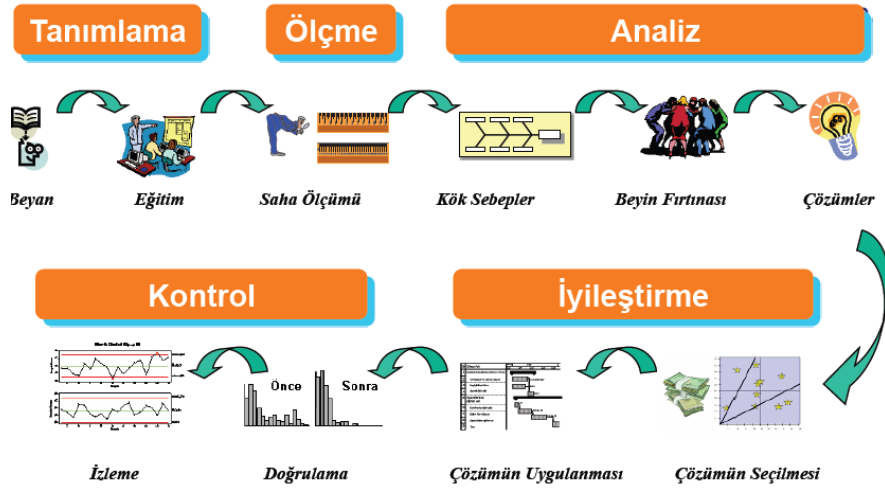 Tanımlama
Ölçme
Analiz
Beyan
Eğitim
Saha Ölçümü
Kök Sebepler
Beyin Fırtınası
Çözümler
Kontrol
İyileştirme
Önce
Sonra
İzleme
Doğrulama
Çözümün Uygulanması
Çözümün Seçilmesi